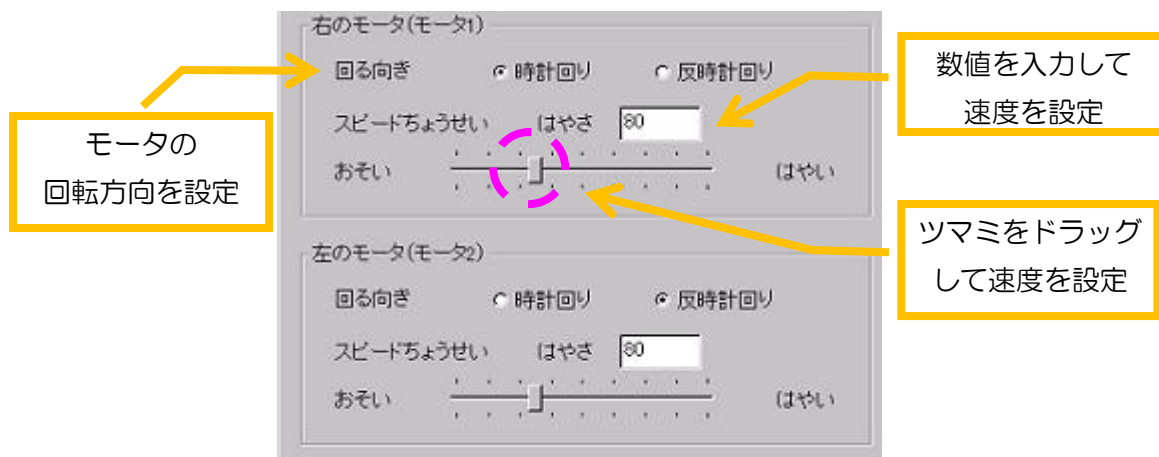 右のモータ(モータ1)
回る向き 時計回り 反時計回り
スピードちょうせい はやさ 80
おそい はやい
左のモータ(モータ2)
回る向き 時計回り 反時計回り
スピードちょうせい はやさ 80
おそい はやい
モータの
回転方向を設定
数値を入力して
速度を設定
ツマミをドラッグ
して速度を設定